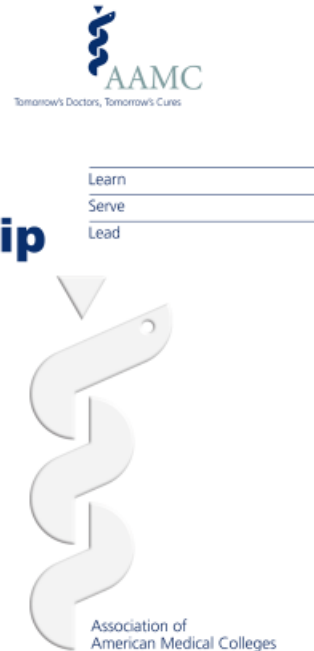 AAMC
Tomorrow's Doctors, Tomorrow's Cures
Learn
Serve
ip
Lead
Association of
American Medical Colleges